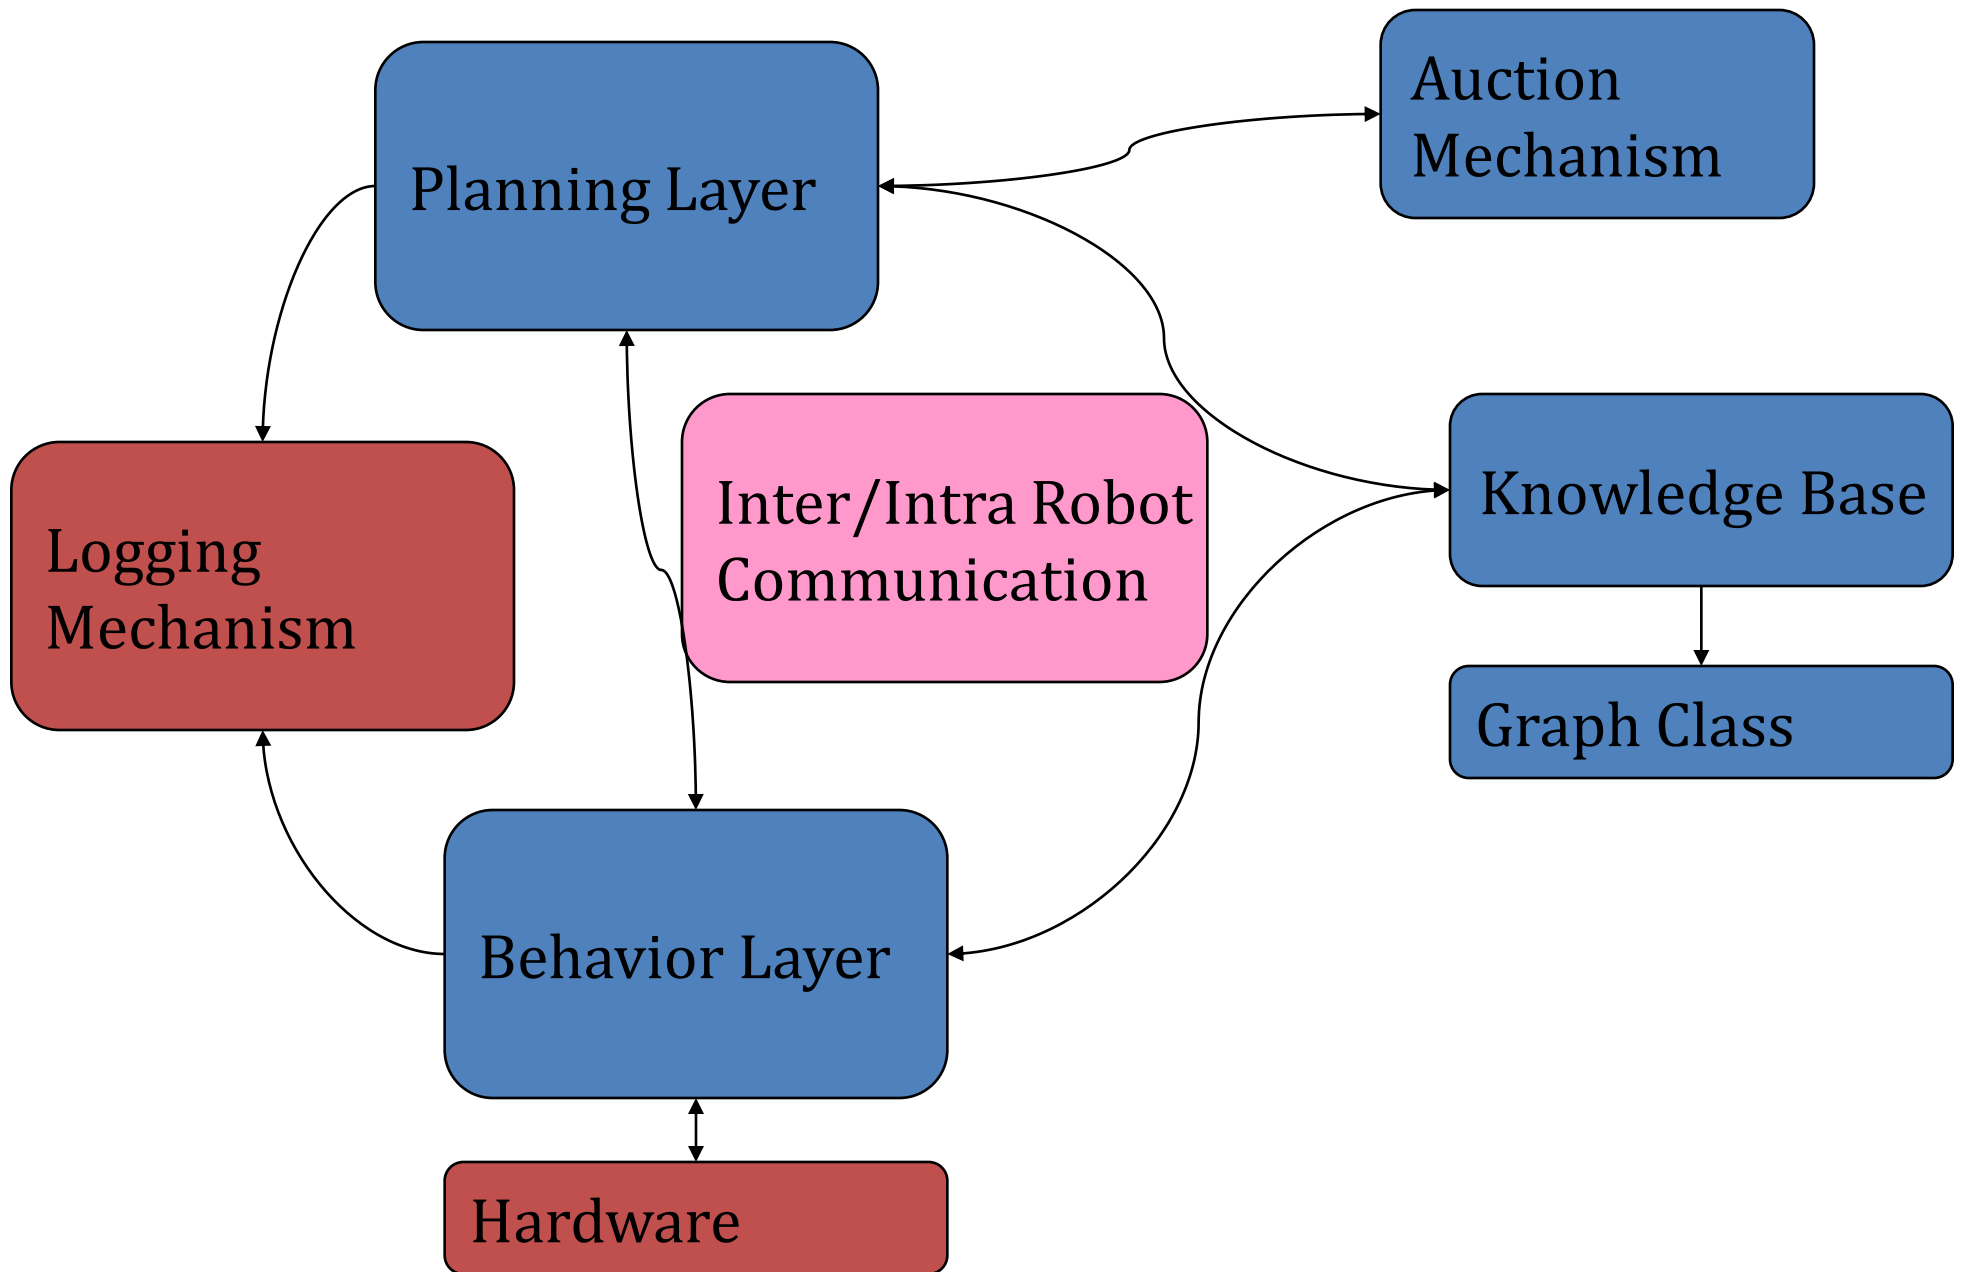 Auction
Mechanism
Planning Layer
Inter/Intra Robot
Communication
Knowledge Base
Logging
Mechanism
Graph Class
Behavior Layer
Hardware